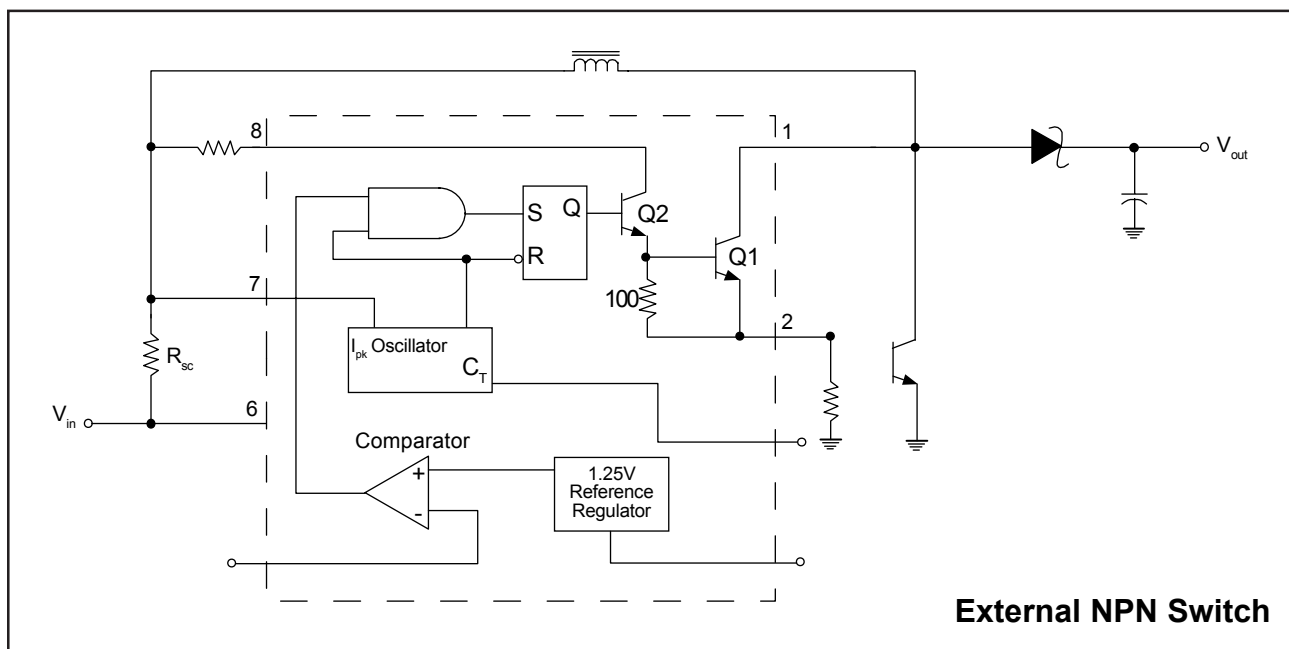 8
1
V_out
S
Q
Q2
R
Q1
7
100
2
I_pk Oscillator
C_T
R_sc
V_in
6
Comparator
+
-
1.25V
Reference
Regulator
External NPN Switch